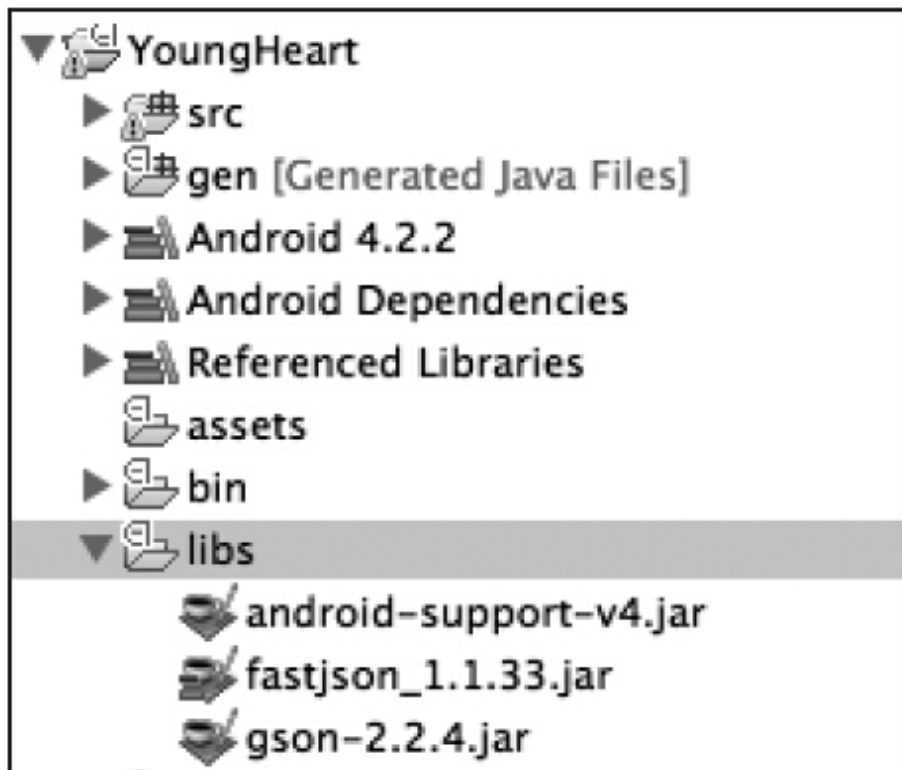 YoungHeart
src
gen [Generated Java Files]
Android 4.2.2
Android Dependencies
Referenced Libraries
assets
bin
libs
android-support-v4.jar
fastjson_1.1.33.jar
gson-2.2.4.jar